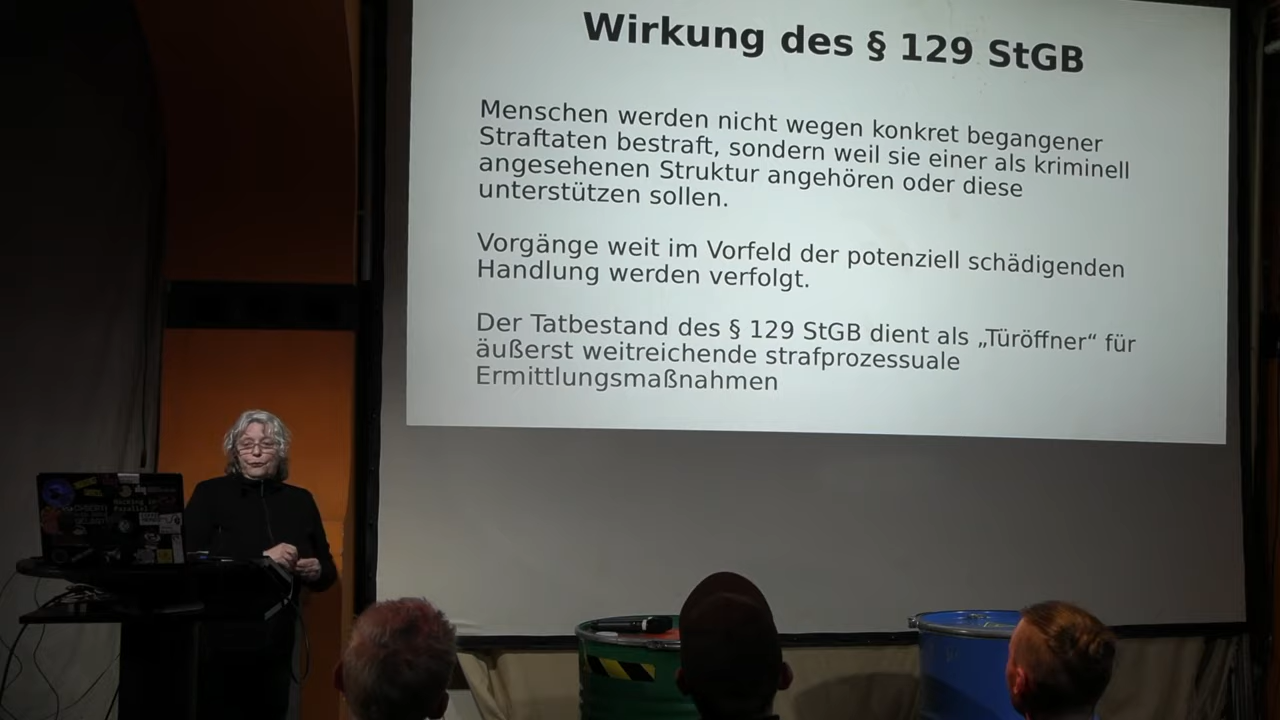 Wirkung des § 129 StGB
Menschen werden nicht wegen konkret begangener
Straftaten bestraft, sondern weil sie einer als kriminell
angesehenen Struktur angehören oder diese
unterstützen sollen.
Vorgänge weit im Vorfeld der potenziell schädigenden
Handlung werden verfolgt.
Der Tatbestand des § 129 StGB dient als „Türöffner“ für
äußerst weitreichende strafprozessuale
Ermittlungsmaßnahmen